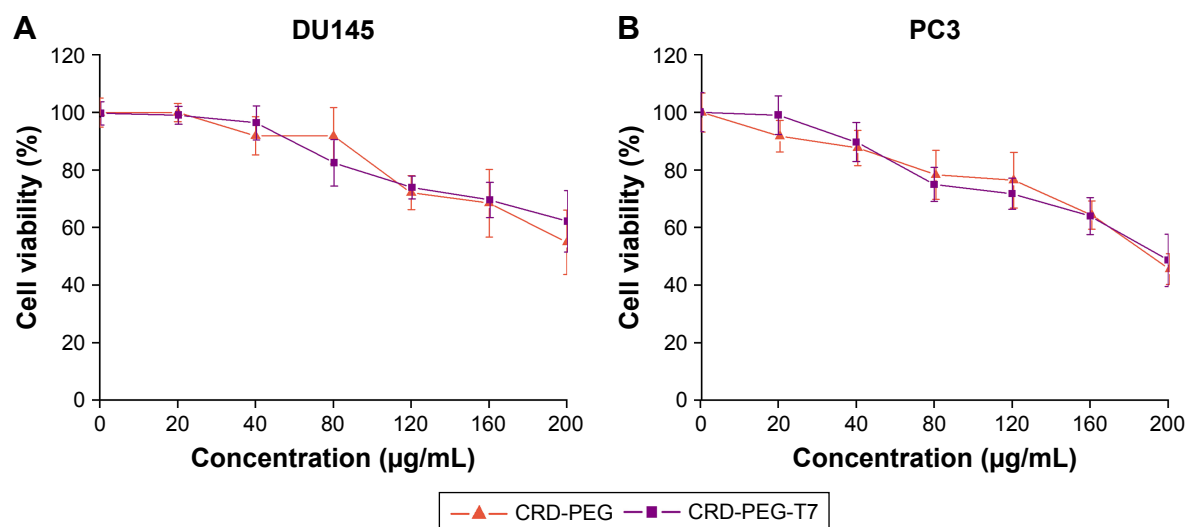 A
DU145
Cell viability (%)
120
100
80
60
40
20
0
0 20 40 80 120 160 200
Concentration (µg/mL)
B
PC3
Cell viability (%)
120
100
80
60
40
20
0
0 20 40 80 120 160 200
Concentration (µg/mL)
CRD-PEG CRD-PEG-T7